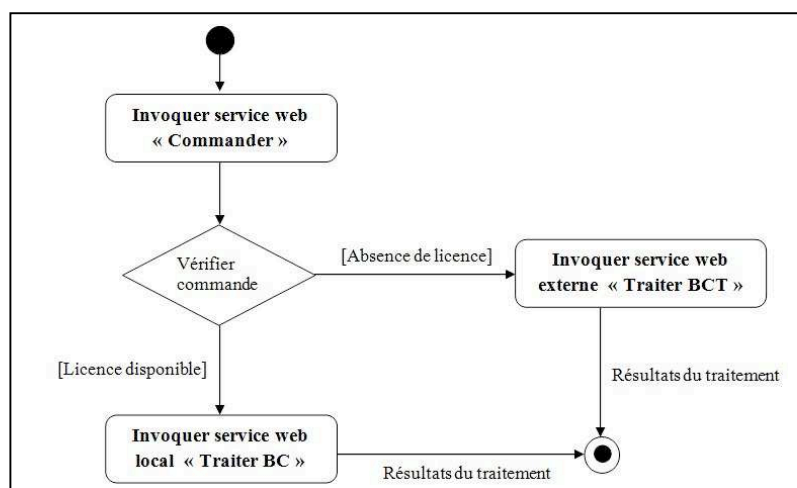 Invoquer service web
« Commander »
Vérifier
commande
[Absence de licence]
Invoquer service web
externe « Traiter BCT »
[Licence disponible]
Résultats du traitement
Invoquer service web
local « Traiter BC »
Résultats du traitement